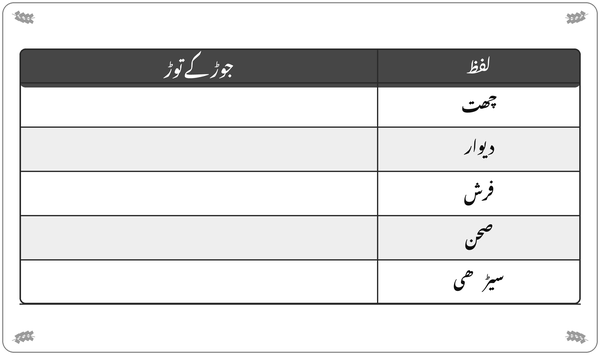 لفظ جوڑ کے توڑ
چھت
دیوار
فرش
صحن
سیڑھی